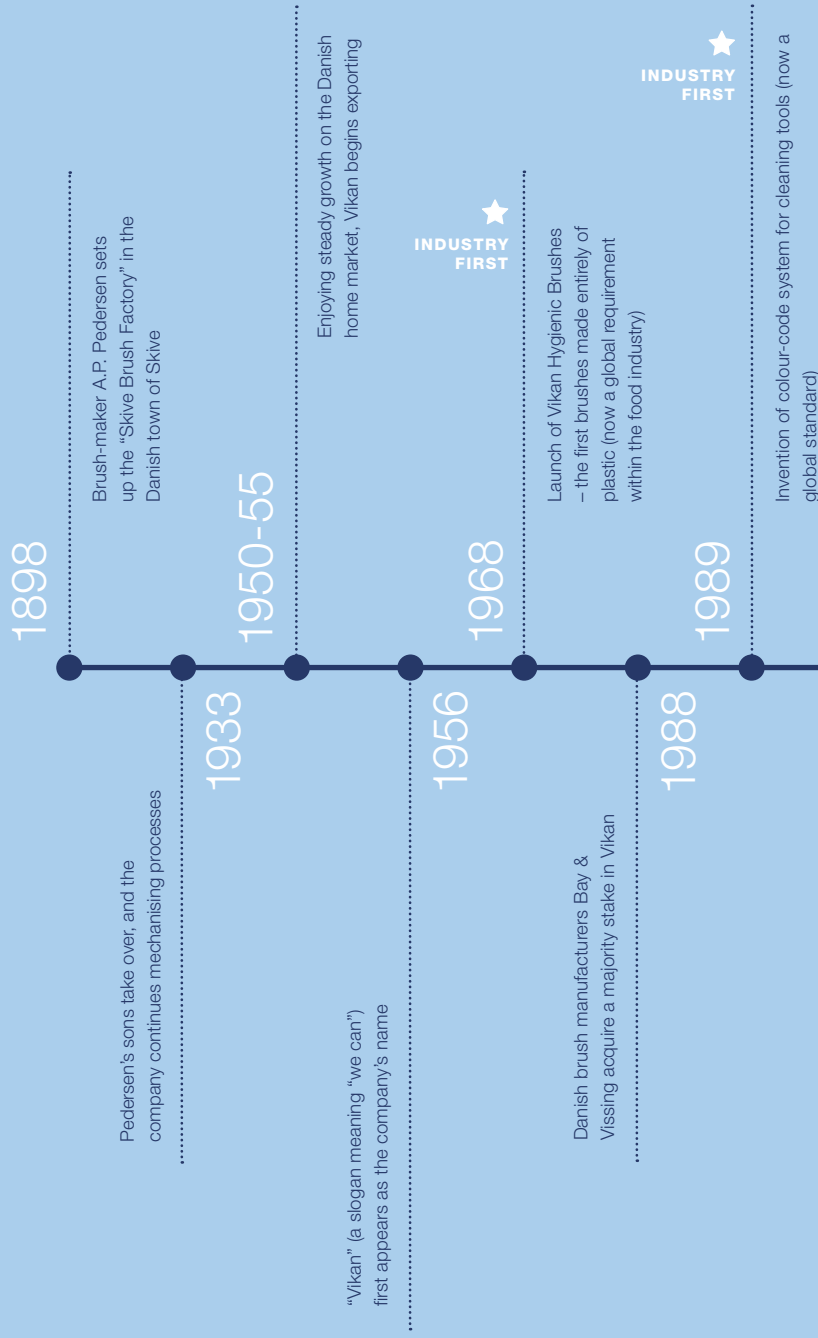 1898
Brush-maker A.P. Pedersen sets
up the “Skive Brush Factory” in the
Danish town of Skive
1933
Pedersen’s sons take over, and the
company continues mechanising processes
1950-55
Enjoying steady growth on the Danish
home market, Vikan begins exporting
1956
“Vikan” (a slogan meaning “we can”)
first appears as the company’s name
1968
INDUSTRY
FIRST
Launch of Vikan Hygienic Brushes
– the first brushes made entirely of
plastic (now a global requirement
within the food industry)
1988
Danish brush manufacturers Bay &
Vissing acquire a majority stake in Vikan
1989
INDUSTRY
FIRST
Invention of colour-code system for cleaning tools (now a
global standard)